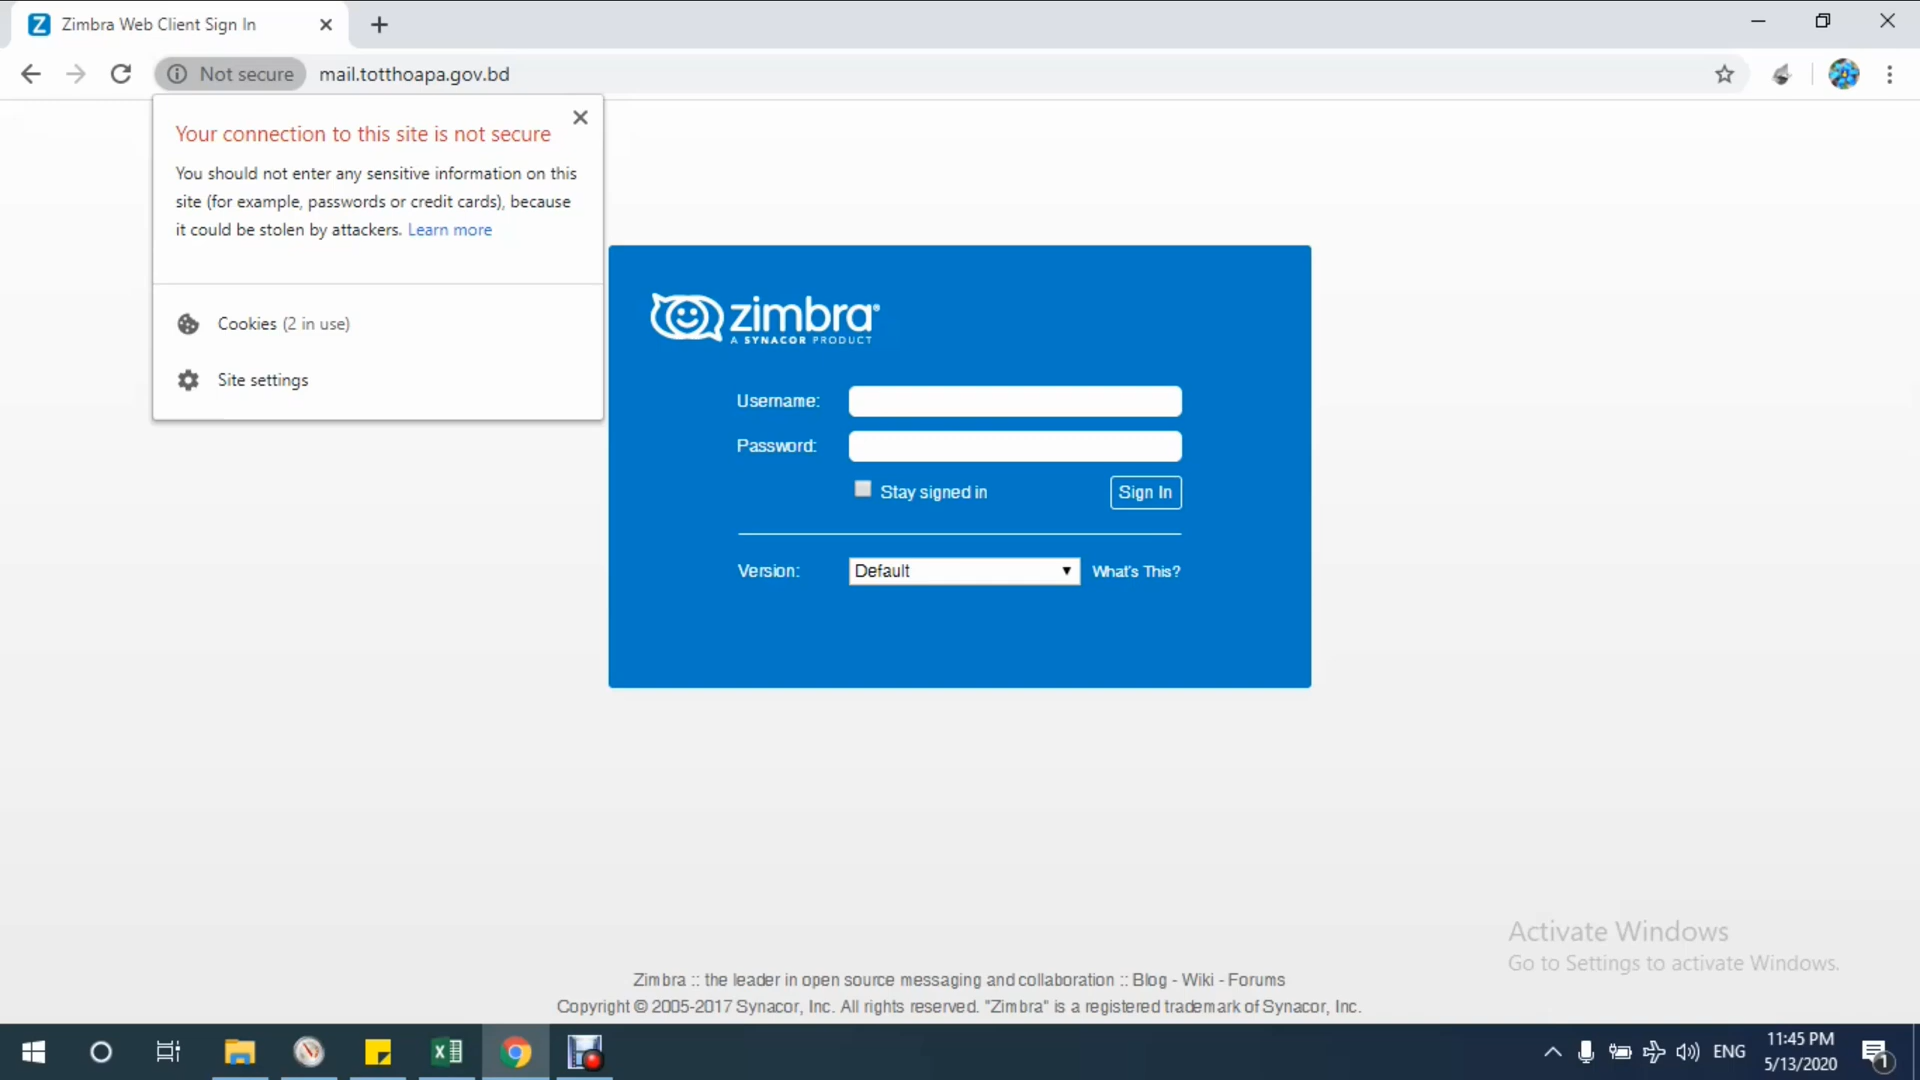 Zimbra Web Client Sign In
Not secure
mail.totthoapa.gov.bd
Your connection to this site is not secure
You should not enter any sensitive information on this
site (for example, passwords or credit cards), because
it could be stolen by attackers. Learn more
Cookies (2 in use)
Site settings
zimbra®
A SYNACOR PRODUCT
Username:
Password:
Stay signed in
Sign In
Version:
Default
What's This?
Activate Windows
Go to Settings to activate Windows.
Zimbra :: the leader in open source messaging and collaboration :: Blog - Wiki - Forums
Copyright © 2005-2017 Synacor, Inc. All rights reserved. "Zimbra" is a registered trademark of Synacor, Inc.
ENG
11:45 PM
5/13/2020
1